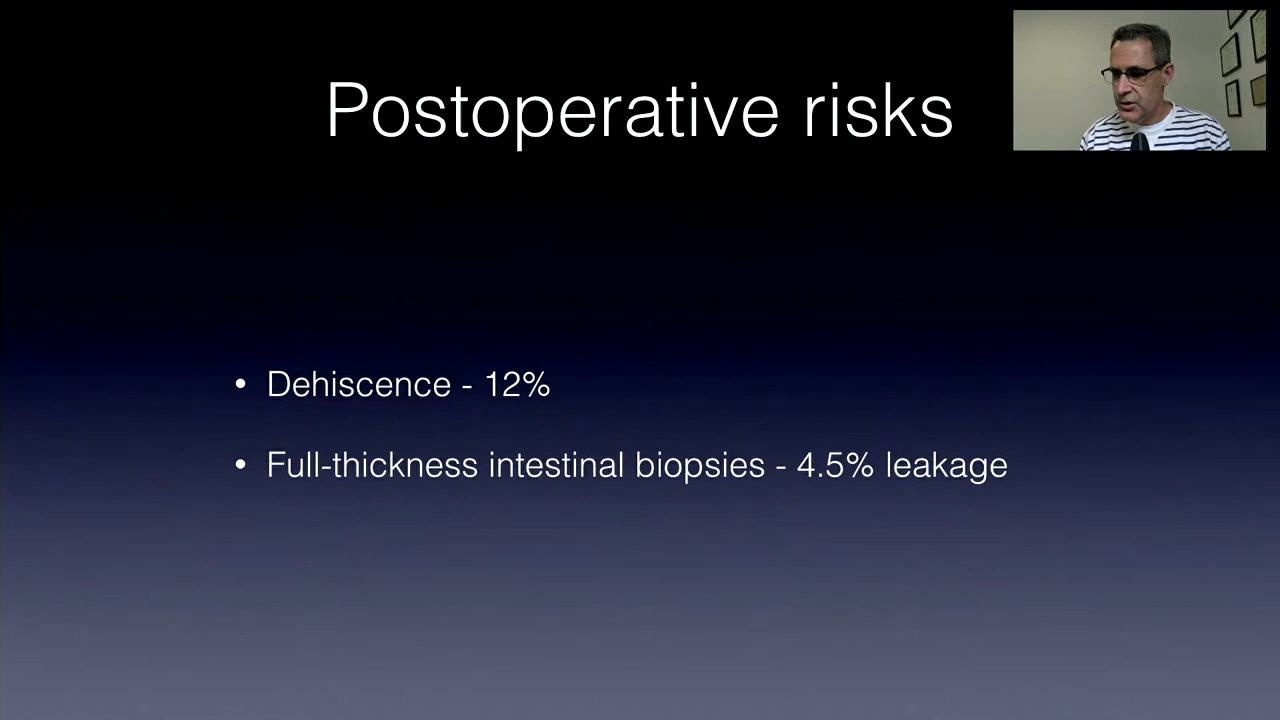 Postoperative risks
• Dehiscence - 12%
• Full-thickness intestinal biopsies - 4.5% leakage